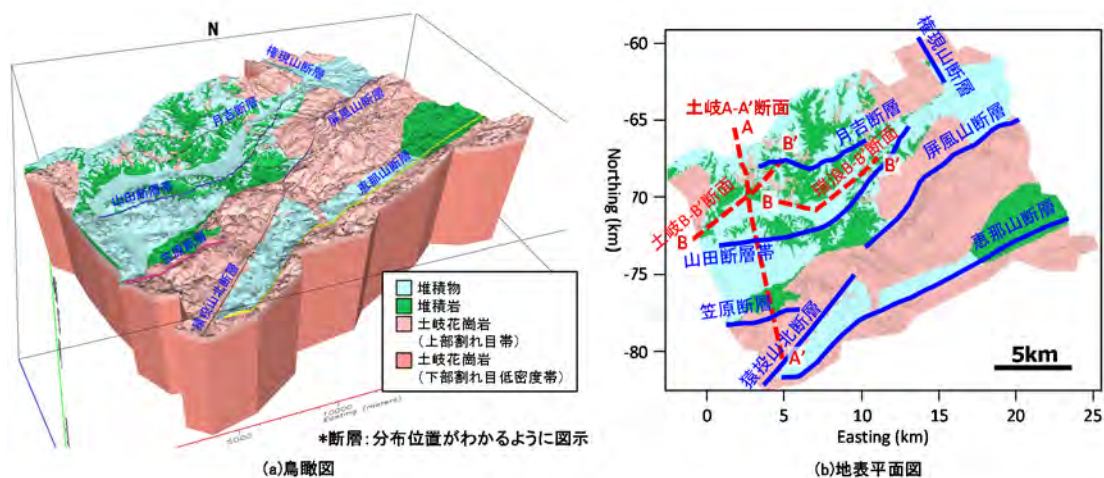 N
権現山断層
月吉断層
屏風山断層
恵那山断層
山田断層帯
笠原断層
猿投山北断層
堆積物
堆積岩
土岐花崗岩
(上部割れ目帯)
土岐花崗岩
(下部割れ目低密度帯)
10000
Easting (meters)
5000
*断層：分布位置がわかるように図示
(a)鳥瞰図
-60
-65
-70
-75
-80
Northing (km)
権現山断層
土岐A-A’断面
A
B’
月吉断層
屏風山断層
B’
瑞浪B-B’断面
土岐B-B’断面
B
B
山田断層帯
恵那山断層
笠原断層
猿投山北断層
A’
5km
0
5
10
15
20
25
Easting (km)
(b)地表平面図